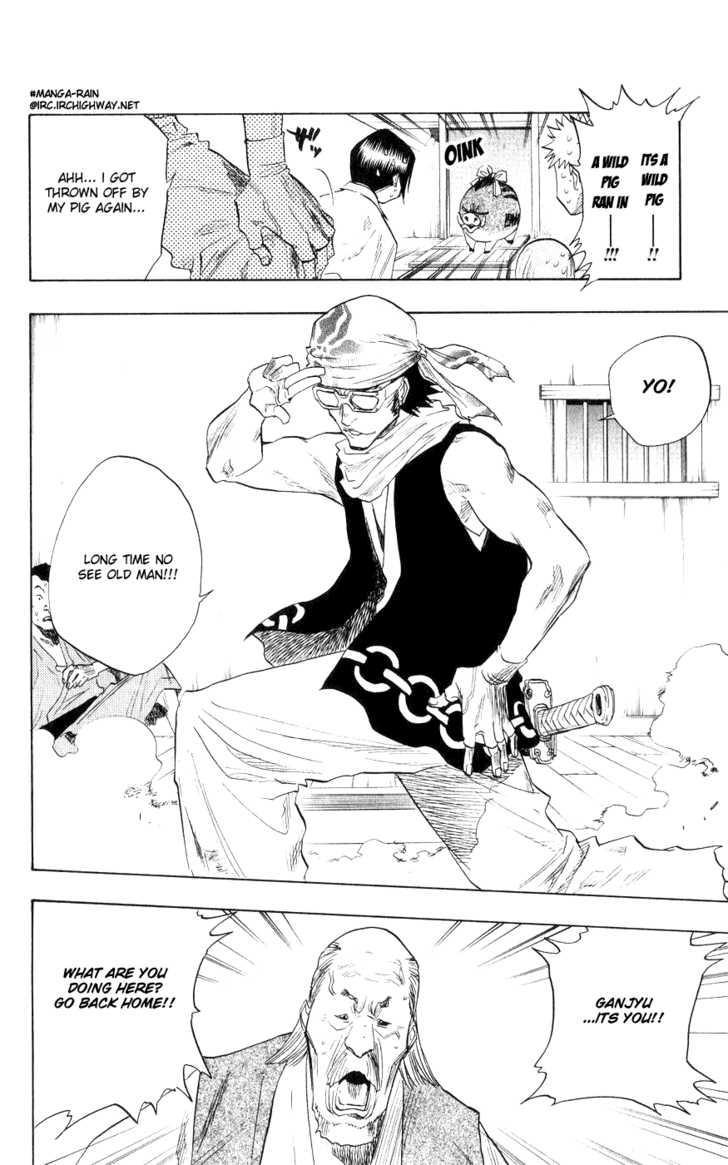 #MANGA-RAIN
@IRC.IRCHIGHWAY.NET
ITS A
WILD
PIG
!!
A WILD
PIG
RAN IN
!!!
OINK
AHH... I GOT
THROWN OFF BY
MY PIG AGAIN...
YO!
LONG TIME NO
SEE OLD MAN!!!
GANJYU
...ITS YOU!!
WHAT ARE YOU
DOING HERE?
GO BACK HOME!!